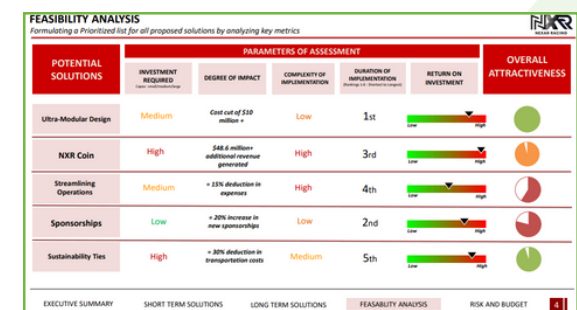 FEASIBILITY ANALYSIS
Formulating a Prioritized list for all proposed solutions by analyzing key metrics
NXR
NEXAR RACING
POTENTIAL
SOLUTIONS
PARAMETERS OF ASSESSMENT
OVERALL
ATTRACTIVENESS
INVESTMENT
REQUIRED
DEGREE OF IMPACT
COMPLEXITY OF
IMPLEMENTATION
DURATION OF
IMPLEMENTATION
RETURN ON
INVESTMENT
Ultra-Modular Design
Medium
Cost cut of $10
million +
Low
1st
Low
High
NXR Coin
High
$48.6 million+
additional revenue
generated
High
3rd
Low
High
Streamlining
Operations
Medium
≈ 15% deduction in
expenses
High
4th
Low
High
Sponsorships
Low
≈ 20% increase in
new sponsorships
Low
2nd
Low
High
Sustainability Ties
High
≈ 30% deduction in
transportation costs
Medium
5th
Low
High
EXECUTIVE SUMMARY
SHORT TERM SOLUTIONS
LONG TERM SOLUTIONS
FEASABLITY ANALYSIS
RISK AND BUDGET
4